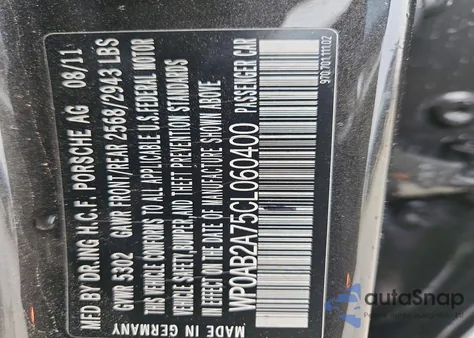 MFD BY DR ING H.C.F. PORSCHE AG 08/11
GVWR 5302 GAWR FRONT/REAR 2568/2943 LBS
THIS VEHICLE CONFORMS TO ALL APPLICABLE U.S.FEDERAL MOTOR
VEHICLE SAFETY,BUMPER,AND THEFT PREVENTION STANDARDS
IN EFFECT ON THE DATE OF MANUFACTURE SHOWN ABOVE
WP0AB2A75CL060400 PASSENGER CAR
MADE IN GERMANY
970.701.111.02
autoSnap